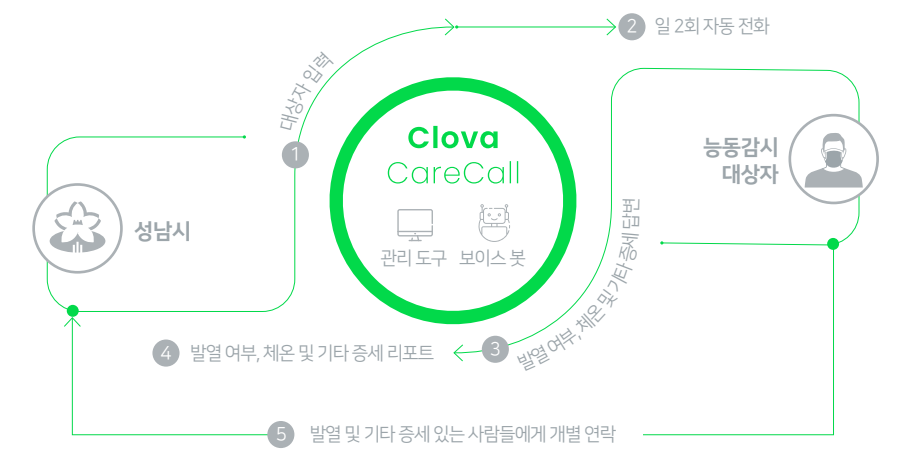 2 일 2회 자동 전화
대상자 입력
1
Clova
CareCall
관리 도구 보이스 봇
성남시
능동감시
대상자
발열 여부, 체온 및 기타 증세 답변
3
4 발열 여부, 체온 및 기타 증세 리포트
5 발열 및 기타 증세 있는 사람들에게 개별 연락